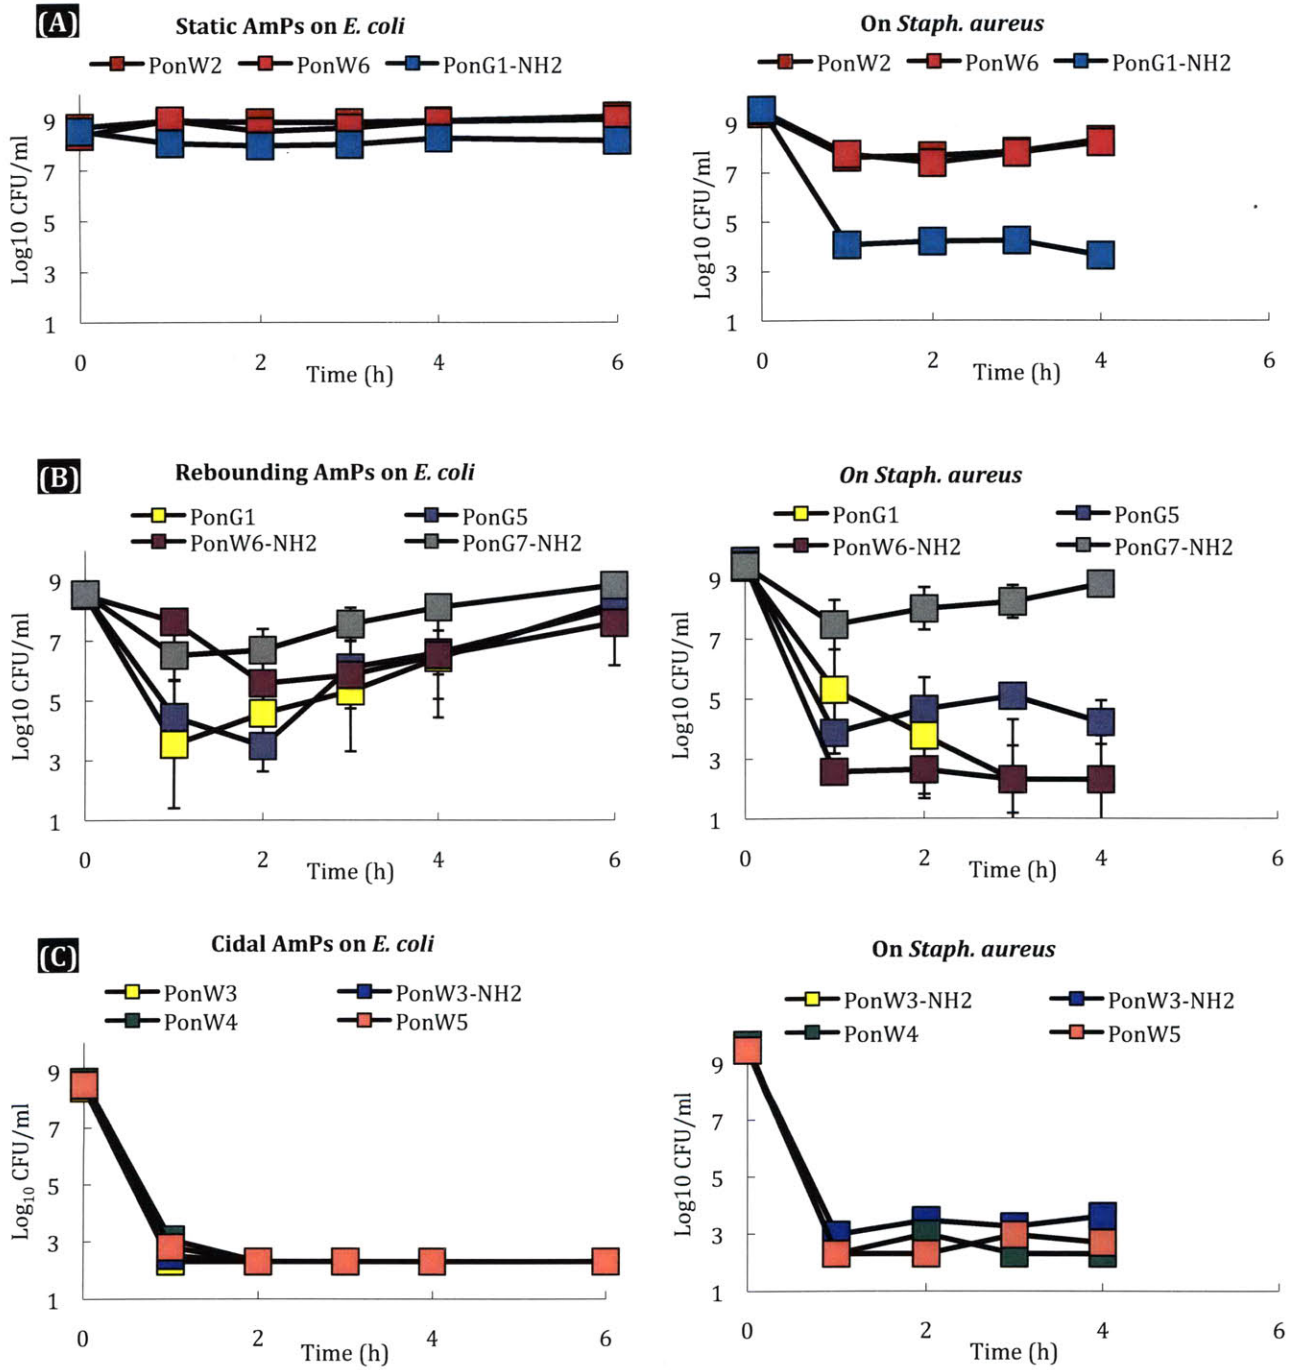 (A)
Static AmPs on E. coli
PonW2 PonW6 PonG1-NH2
Log10 CFU/ml
9
7
5
3
1
0 2 4 6
Time (h)
On Staph. aureus
PonW2 PonW6 PonG1-NH2
Log10 CFU/ml
9
7
5
3
1
0 2 4 6
Time (h)
(B)
Rebounding AmPs on E. coli
PonG1 PonG5
PonW6-NH2 PonG7-NH2
Log10 CFU/ml
9
7
5
3
1
0 2 4 6
Time (h)
On Staph. aureus
PonG1 PonG5
PonW6-NH2 PonG7-NH2
Log10 CFU/ml
9
7
5
3
1
0 2 4 6
Time (h)
(C)
Cidal AmPs on E. coli
PonW3 PonW3-NH2
PonW4 PonW5
Log10 CFU/ml
9
7
5
3
1
0 2 4 6
Time (h)
On Staph. aureus
PonW3-NH2 PonW3-NH2
PonW4 PonW5
Log10 CFU/ml
9
7
5
3
1
0 2 4 6
Time (h)